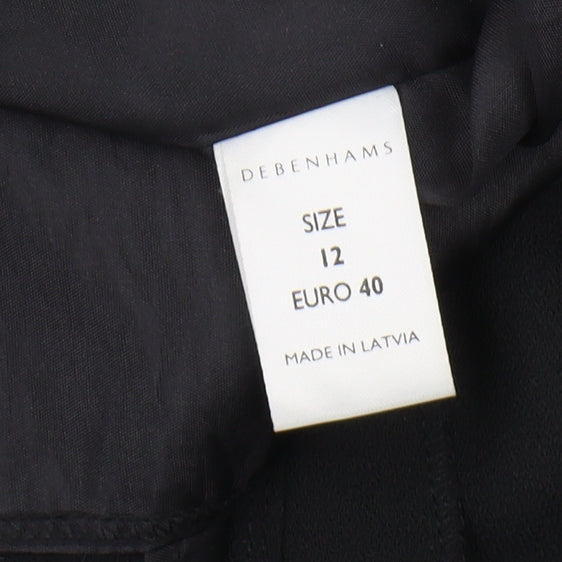 DEBENHAMS
SIZE
12
EURO 40
MADE IN LATVIA